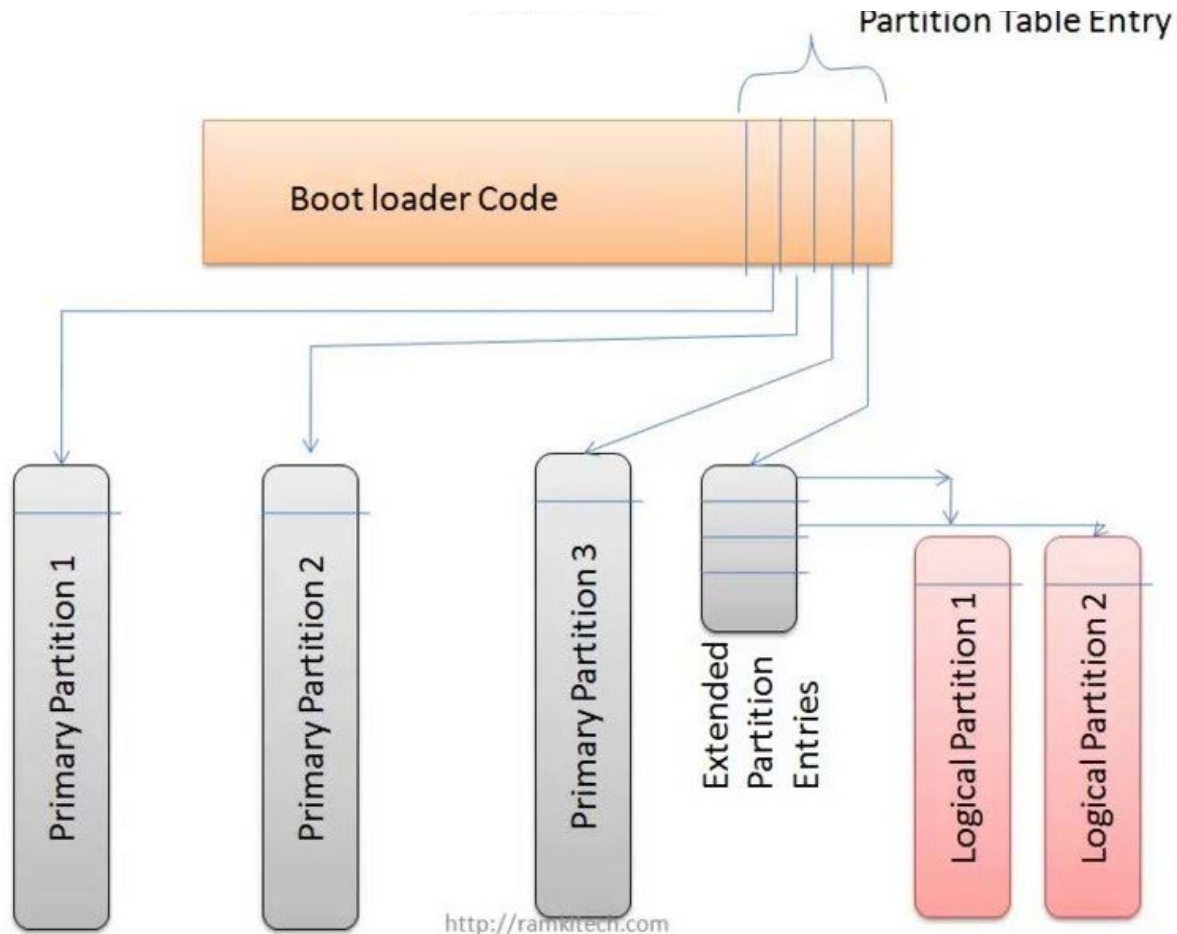 Partition Table Entry
Boot loader Code
Primary Partition 1
Primary Partition 2
Primary Partition 3
Extended
Partition
Entries
Logical Partition 1
Logical Partition 2
http://ramkitech.com